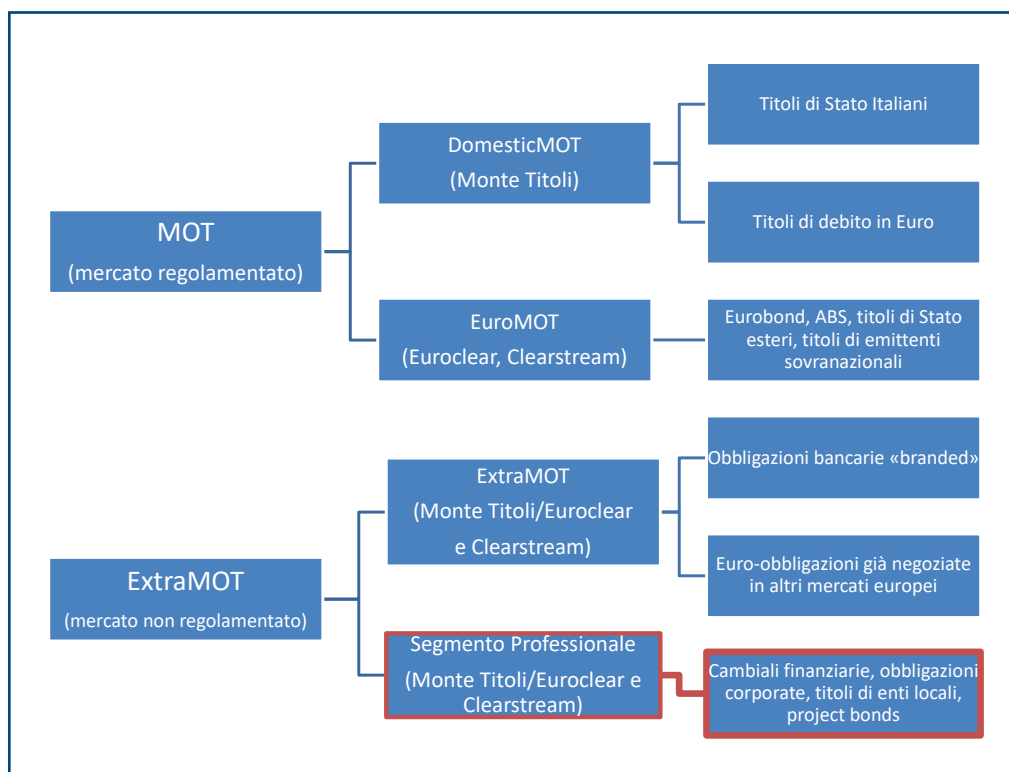 MOT
(mercato regolamentato)
DomesticMOT
(Monte Titoli)
Titoli di Stato Italiani
Titoli di debito in Euro
EuroMOT
(Euroclear, Clearstream)
Eurobond, ABS, titoli di Stato
esteri, titoli di emittenti
sovranazionali
ExtraMOT
(mercato non regolamentato)
ExtraMOT
(Monte Titoli/Euroclear
e Clearstream)
Obbligazioni bancarie «branded»
Euro-obbligazioni già negoziate
in altri mercati europei
Segmento Professionale
(Monte Titoli/Euroclear e
Clearstream)
Cambiali finanziarie, obbligazioni
corporate, titoli di enti locali,
project bonds